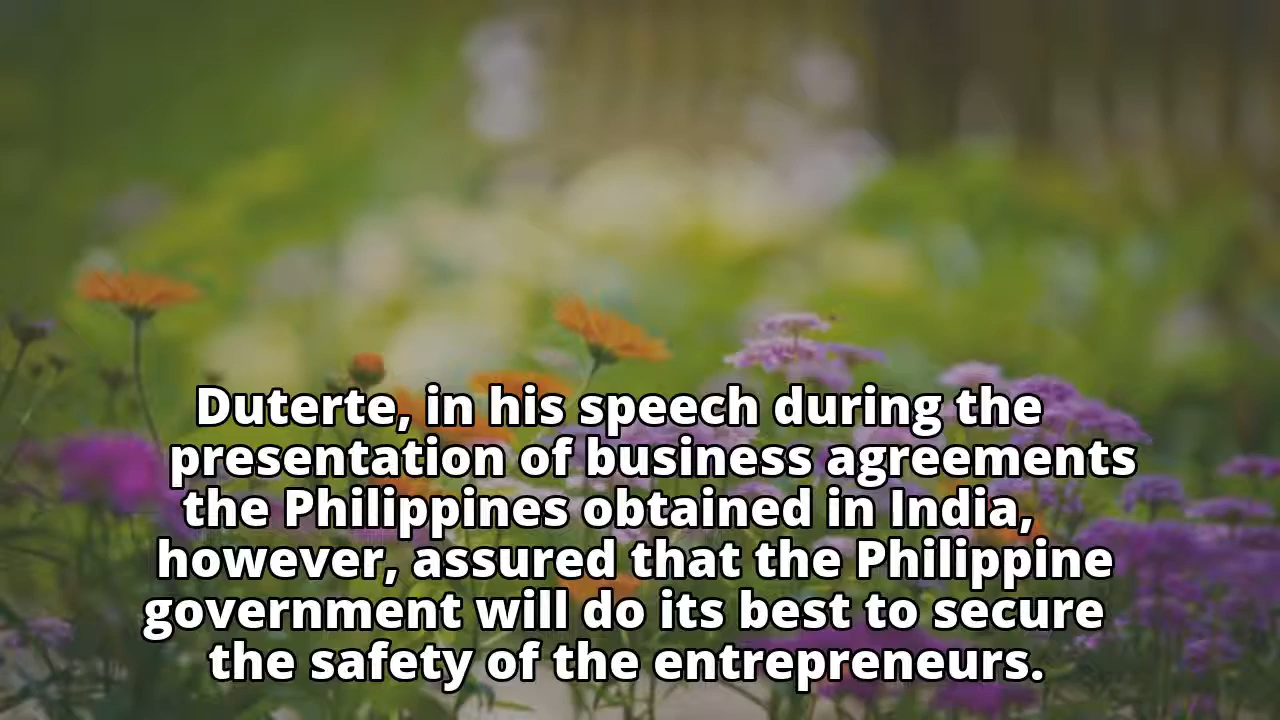 Duterte, in his speech during the
presentation of business agreements
the Philippines obtained in India,
however, assured that the Philippine
government will do its best to secure
the safety of the entrepreneurs.